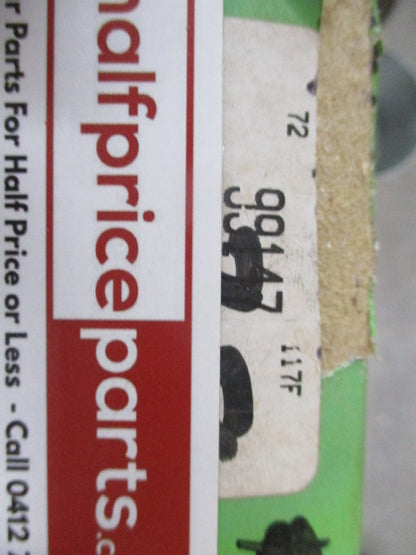 halfpriceparts.c
r Parts For Half Price or Less - Call 0412
72
99147
117F